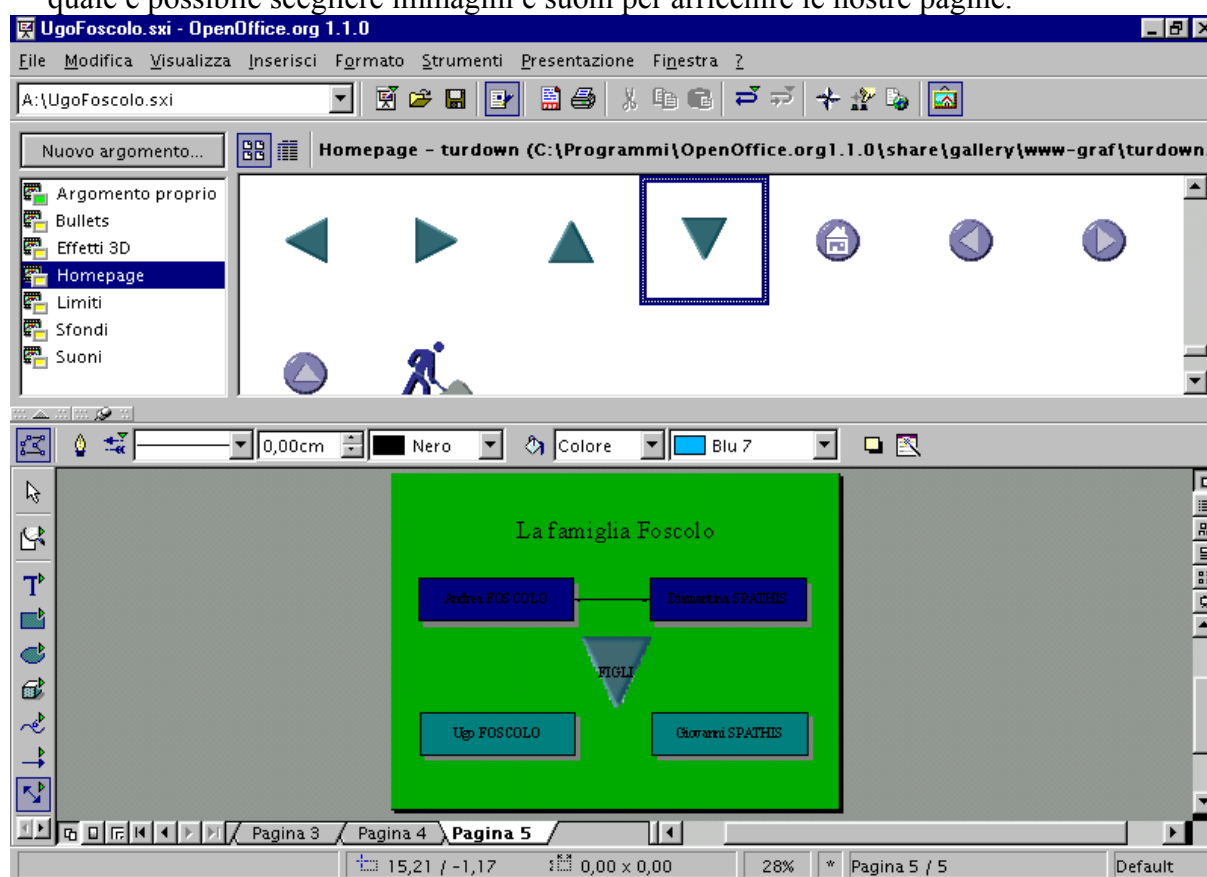 quale è possibile scegliere immagini e suoni per arricchire le nostre pagine.
UgoFoscolo.sxi - OpenOffice.org 1.1.0
File Modifica Visualizza Inserisci Formato Strumenti Presentazione Finestra ?
A:\UgoFoscolo.sxi
Nuovo argomento...
Homepage - turdown (C:\Programmi\OpenOffice.org1.1.0\share\gallery\www-graf\turdown.
Argomento proprio
Bullets
Effetti 3D
Homepage
Limiti
Sfondi
Suoni
0,00cm Nero Colore Blu 7
La famiglia Foscolo
Andrea FOSCOLO Diamantina SPATHIS
FIGLI
Ugo FOSCOLO Giovanni SPATHIS
Pagina 3 Pagina 4 Pagina 5
15,21 / -1,17 0,00 x 0,00 28% * Pagina 5 / 5 Default